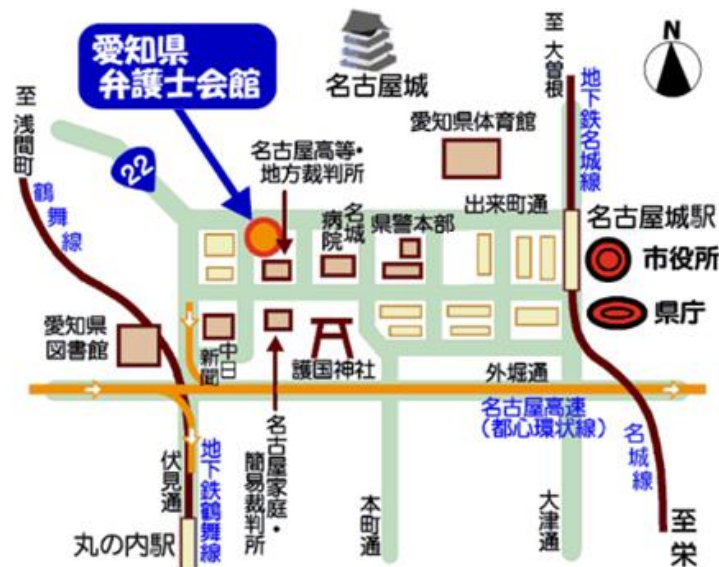 愛知県
弁護士会館
名古屋城
至 大曽根
地下鉄名城線
N
至 浅間町
22
鶴舞線
名古屋高等・
地方裁判所
愛知県体育館
出来町通
名古屋城駅
名城
病院
県警本部
市役所
県庁
愛知県
図書館
中日
新聞
護国神社
外堀通
名古屋高速
(都心環状線)
名城線
伏見通
地下鉄鶴舞線
名古屋家庭・
簡易裁判所
本町通
大津通
至 栄
丸の内駅